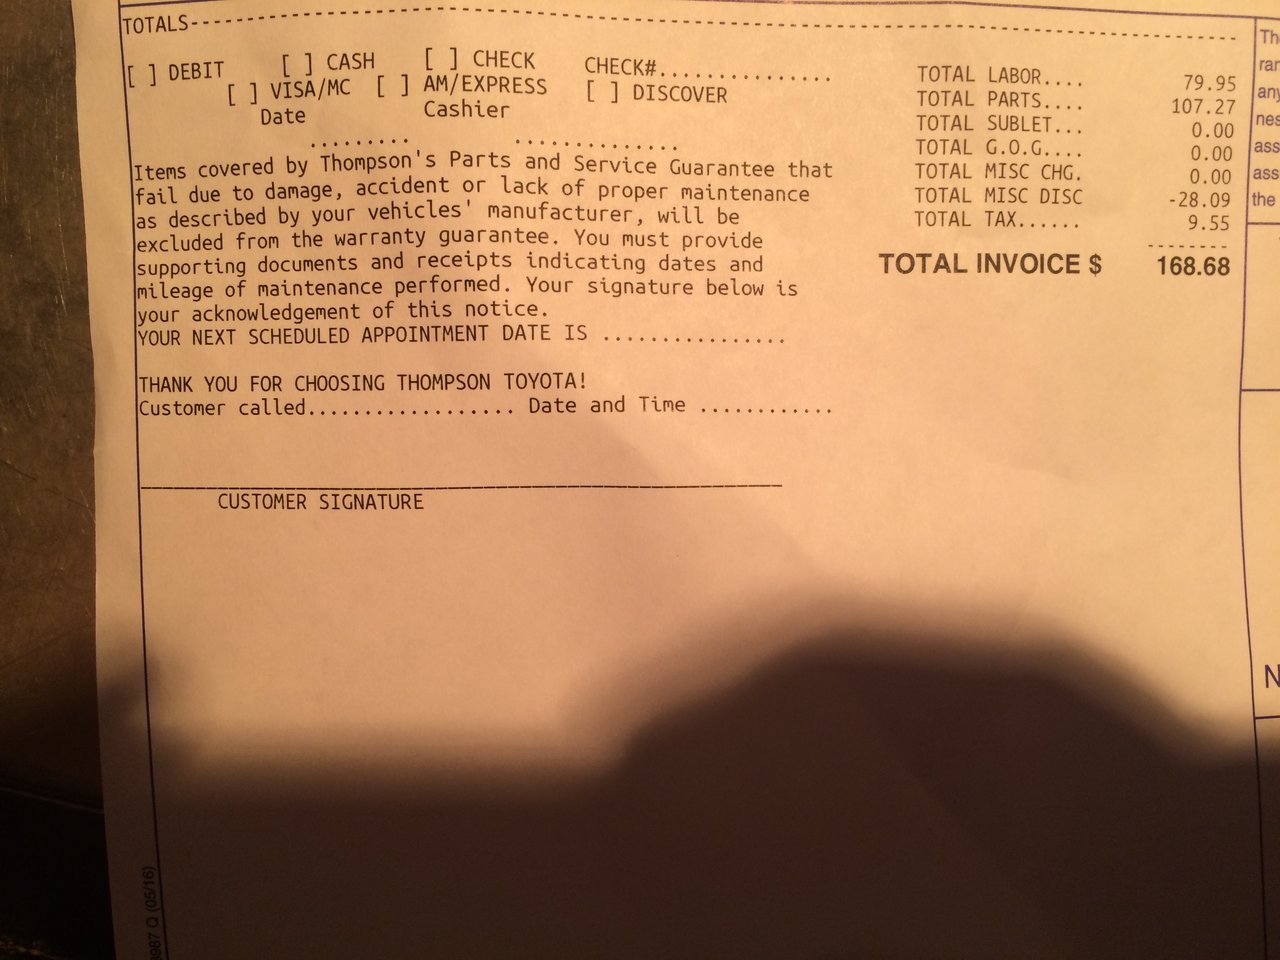 TOTALS------------------------------------------------------------
[ ] DEBIT [ ] CASH [ ] CHECK CHECK#...............
[ ] VISA/MC [ ] AM/EXPRESS [ ] DISCOVER
Date Cashier
......... ..............
Items covered by Thompson's Parts and Service Guarantee that
fail due to damage, accident or lack of proper maintenance
as described by your vehicles' manufacturer, will be
excluded from the warranty guarantee. You must provide
supporting documents and receipts indicating dates and
mileage of maintenance performed. Your signature below is
your acknowledgement of this notice.
YOUR NEXT SCHEDULED APPOINTMENT DATE IS ...............
THANK YOU FOR CHOOSING THOMPSON TOYOTA!
Customer called................. Date and Time ............
CUSTOMER SIGNATURE
TOTAL LABOR.... 79.95
TOTAL PARTS.... 107.27
TOTAL SUBLET... 0.00
TOTAL G.O.G.... 0.00
TOTAL MISC CHG. 0.00
TOTAL MISC DISC -28.09
TOTAL TAX...... 9.55
--------
TOTAL INVOICE $ 168.68
any
the
987 Q (05/16)